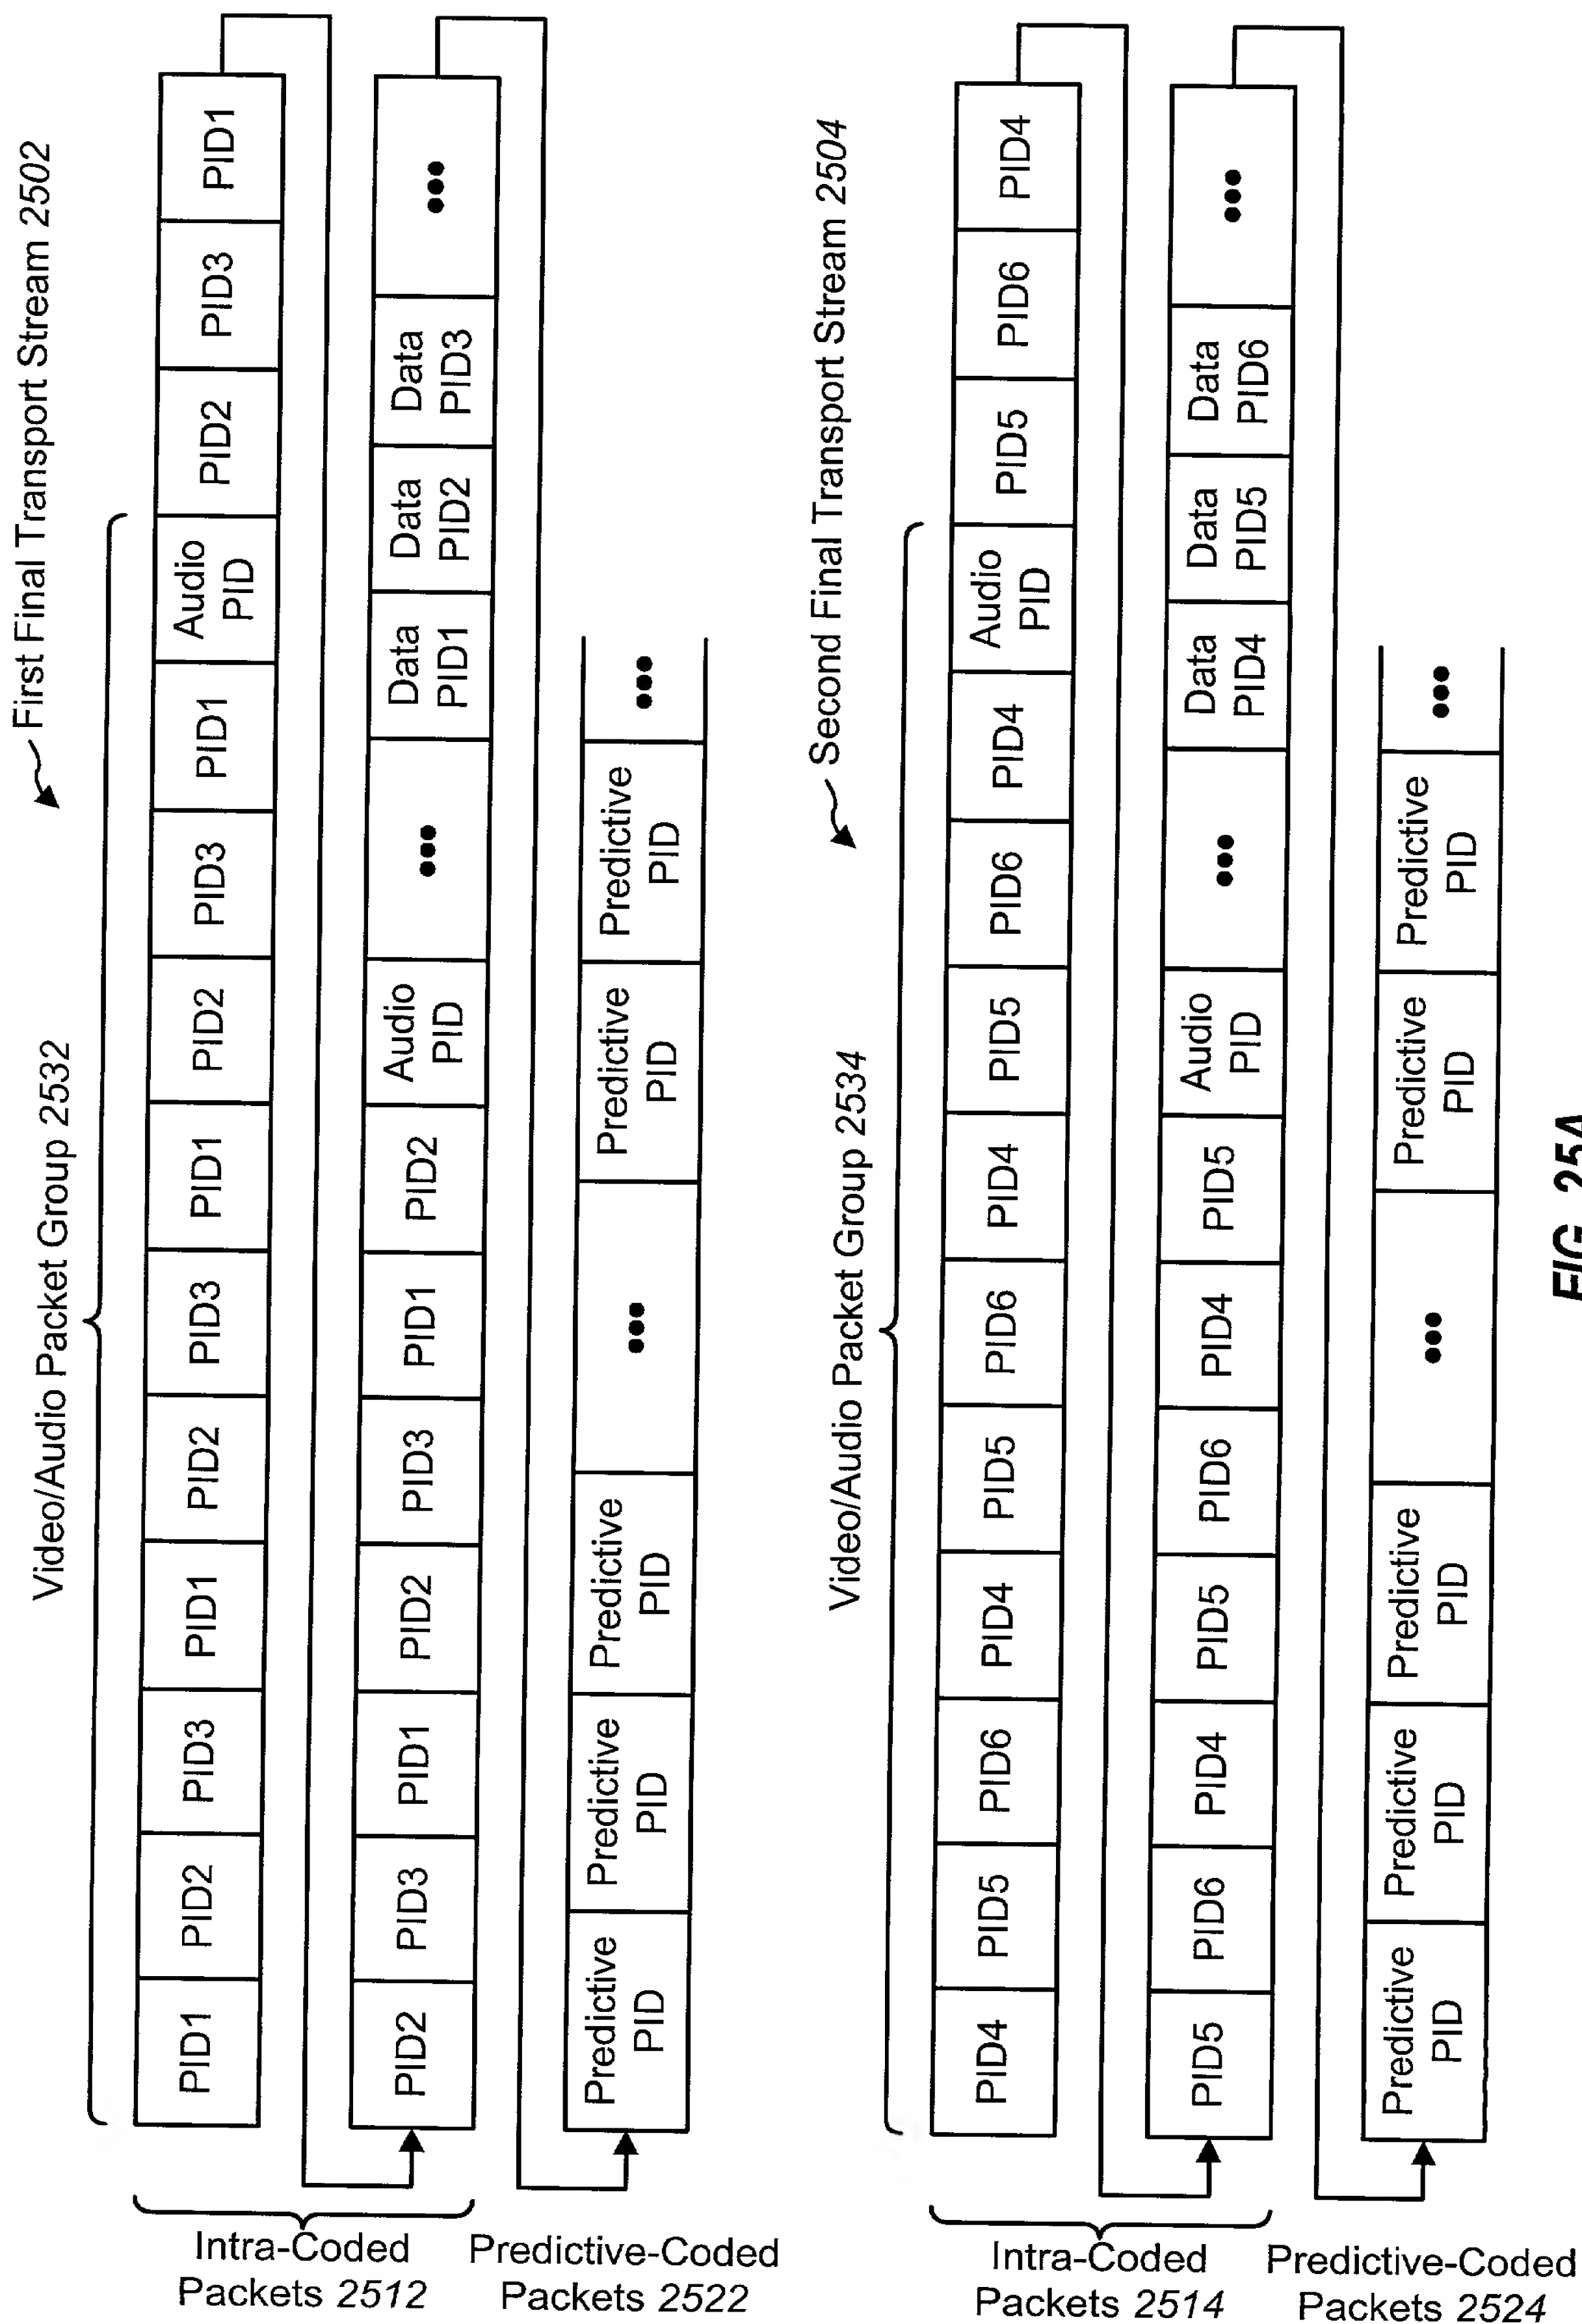 First Final Transport Stream 2502
Video/Audio Packet Group 2532
PID1 PID2 PID3 PID1 PID2 PID3 PID1 PID2 PID3 PID1 Audio PID PID2 PID3 PID1
PID2 PID3 PID1 PID2 PID3 PID1 PID2 Audio PID ••• Data PID1 Data PID2 Data PID3 •••
Predictive PID Predictive PID Predictive PID ••• Predictive PID Predictive PID •••
Intra-Coded
Packets 2512
Predictive-Coded
Packets 2522
Second Final Transport Stream 2504
Video/Audio Packet Group 2534
PID4 PID5 PID6 PID4 PID5 PID6 PID4 PID5 PID6 PID4 Audio PID PID5 PID6 PID4
PID5 PID6 PID4 PID5 PID6 PID4 PID5 Audio PID ••• Data PID4 Data PID5 Data PID6 •••
Predictive PID Predictive PID Predictive PID ••• Predictive PID Predictive PID •••
Intra-Coded
Packets 2514
Predictive-Coded
Packets 2524
FIG. 25A